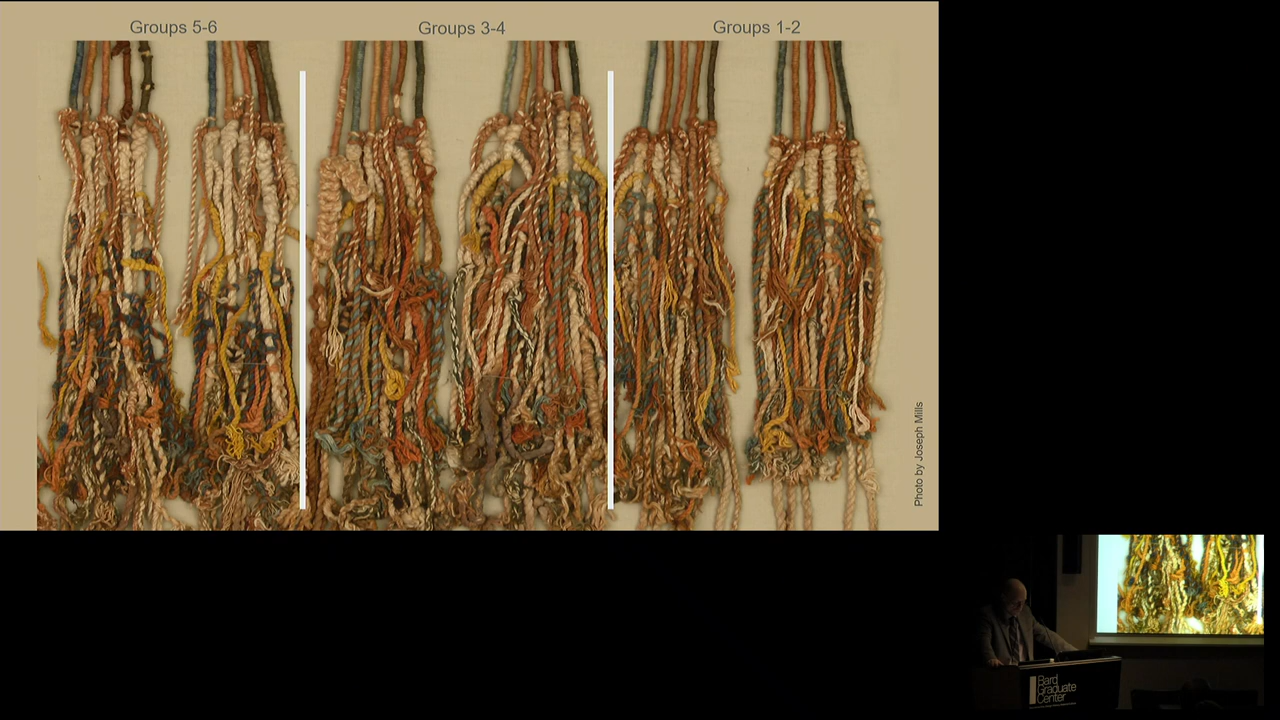 Groups 5-6
Groups 3-4
Groups 1-2
Photo by Joseph Mills
Bard
Graduate
Center